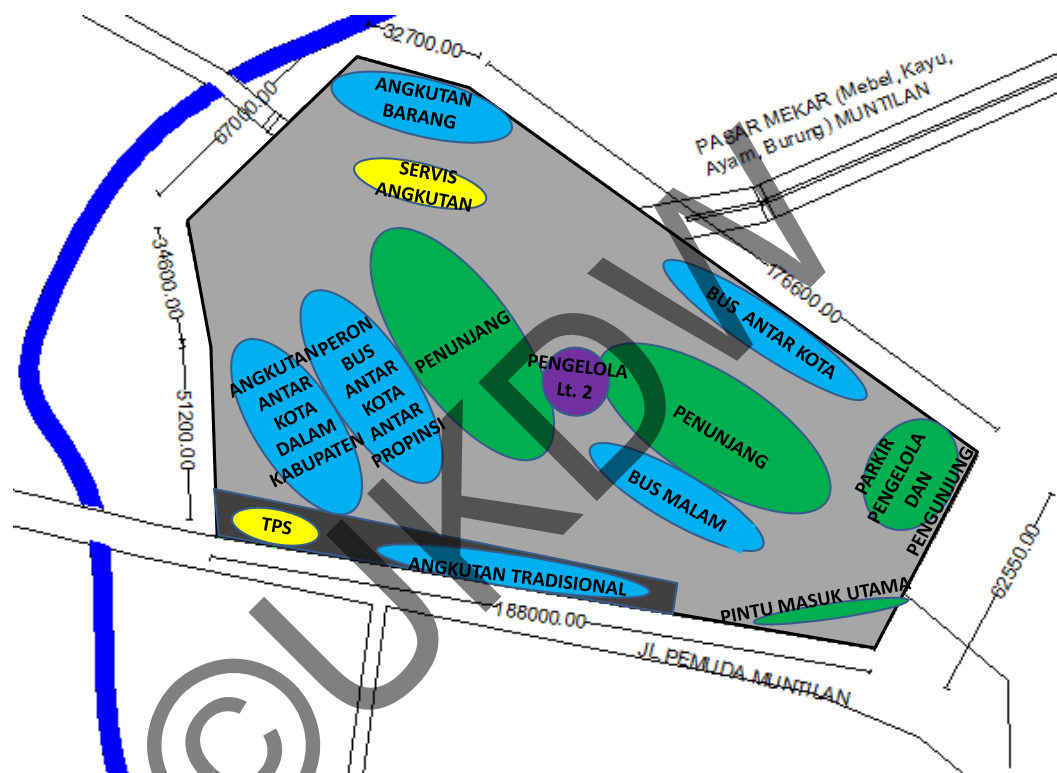 32700.00
67000.00
ANGKUTAN
BARANG
PASAR MEKAR (Mebel, Kayu,
Ayam, Burung) MUNTILAN
SERVIS
ANGKUTAN
34600.00
176600.00
BUS ANTAR KOTA
PENUNJANG
PERON
BUS
ANTAR
KOTA
ANTAR
PROPINSI
ANGKUTAN
ANTAR
KOTA
DALAM
KABUPATEN
PENGELOLA
Lt. 2
PENUNJANG
51200.00
BUS MALAM
PARKIR
PENGELOLA
DAN
PENGUNJUNG
TPS
ANGKUTAN TRADISIONAL
PINTU MASUK UTAMA
62550.00
188000.00
JL PEMUDA MUNTILAN
© UKDW